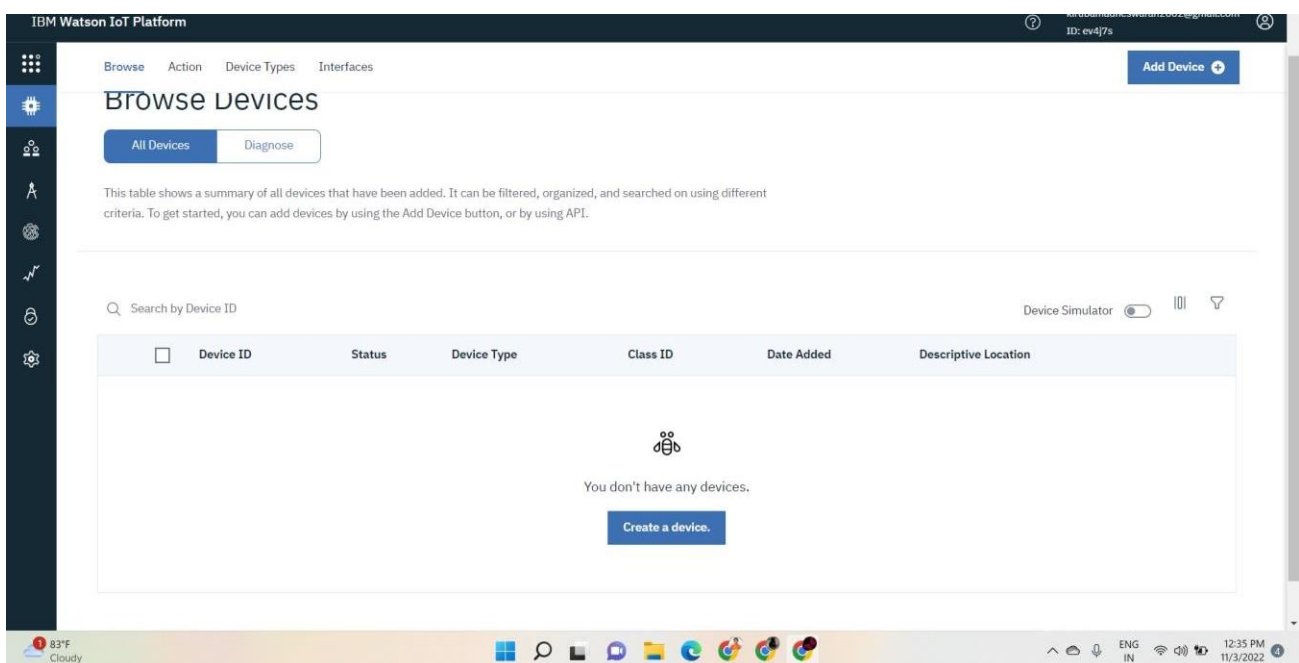 IBM Watson IoT Platform
ID: ev4j7s
Browse Action Device Types Interfaces
Add Device
Browse Devices
All Devices Diagnose
This table shows a summary of all devices that have been added. It can be filtered, organized, and searched on using different
criteria. To get started, you can add devices by using the Add Device button, or by using API.
Search by Device ID
Device Simulator
Device ID Status Device Type Class ID Date Added Descriptive Location
You don't have any devices.
Create a device.
1
83°F
Cloudy
ENG
IN
12:35 PM
11/3/2022
4